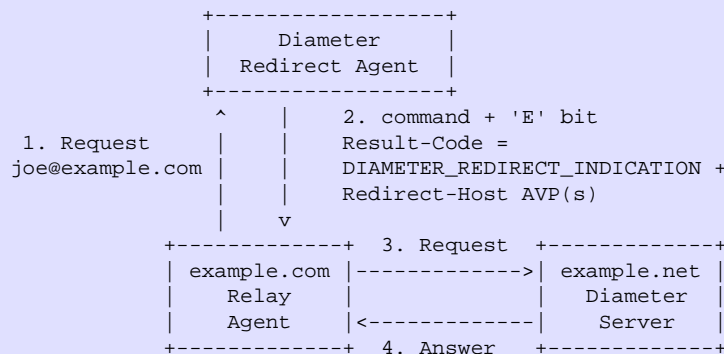 +------------------+
| Diameter |
| Redirect Agent |
+------------------+
^ | 2. command + 'E' bit
1. Request | | Result-Code =
joe@example.com | | DIAMETER_REDIRECT_INDICATION +
| | Redirect-Host AVP(s)
| v
+-------------+ 3. Request +-------------+
| example.com |------------->| example.net |
| Relay | | Diameter |
| Agent |<-------------| Server |
+-------------+ 4. Answer +-------------+